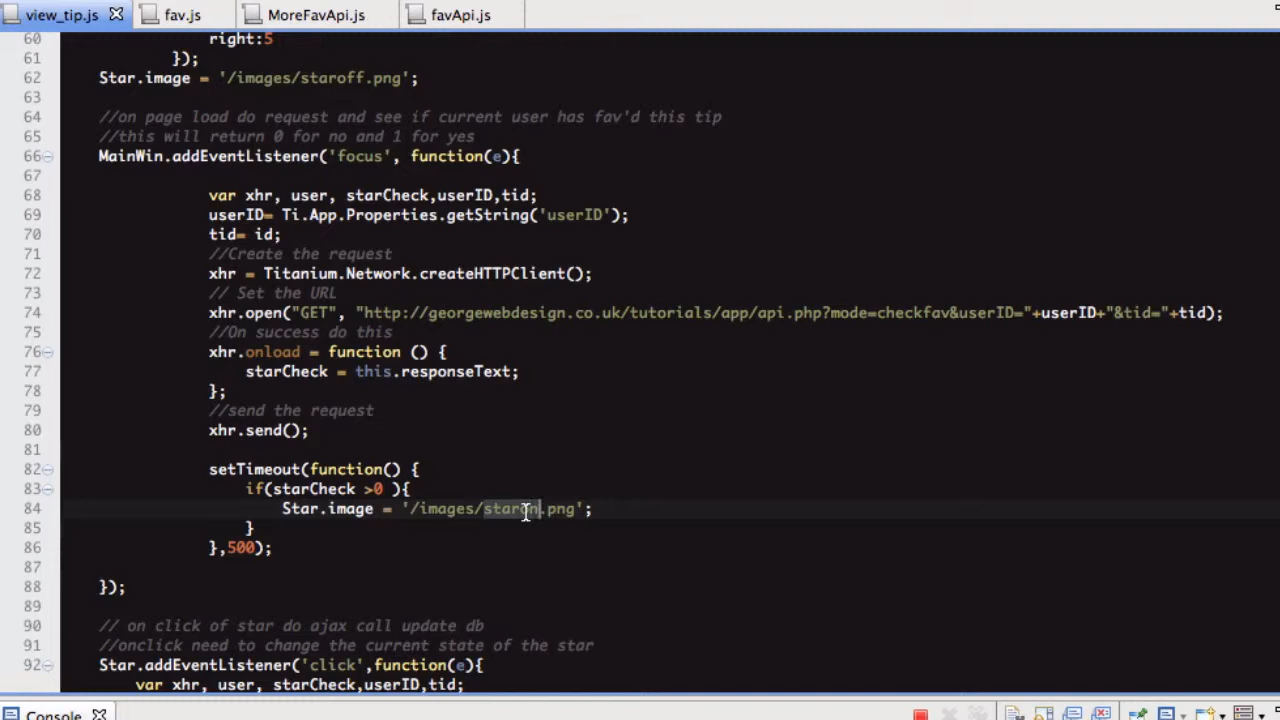 view_tip.js fav.js MoreFavApi.js favApi.js
60 right:5
61 });
62 Star.image = '/images/staroff.png';
63
64 //on page load do request and see if current user has fav'd this tip
65 //this will return 0 for no and 1 for yes
66 MainWin.addEventListener('focus', function(e){
67
68 var xhr, user, starCheck,userID,tid;
69 userID= Ti.App.Properties.getString('userID');
70 tid= id;
71 //Create the request
72 xhr = Titanium.Network.createHTTPClient();
73 // Set the URL
74 xhr.open("GET", "http://georgewebdesign.co.uk/tutorials/app/api.php?mode=checkfav&userID="+userID+"&tid="+tid);
75 //On success do this
76 xhr.onload = function () {
77 starCheck = this.responseText;
78 };
79 //send the request
80 xhr.send();
81
82 setTimeout(function() {
83 if(starCheck >0 ){
84 Star.image = '/images/staron.png';
85 }
86 },500);
87
88 });
89
90 // on click of star do ajax call update db
91 //onclick need to change the current state of the star
92 Star.addEventListener('click',function(e){
var xhr, user, starCheck,userID,tid;
Console